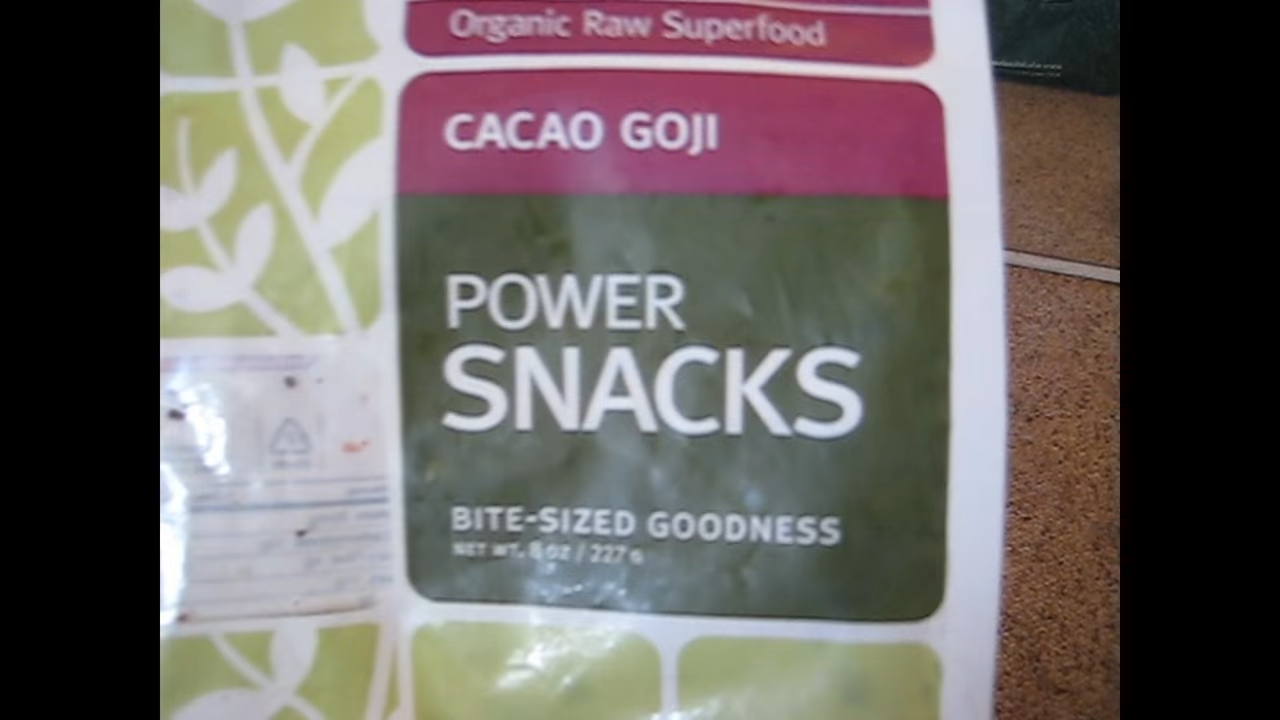 Organic Raw Superfood
CACAO GOJI
POWER
SNACKS
BITE-SIZED GOODNESS
NET WT. 8 OZ / 227 G